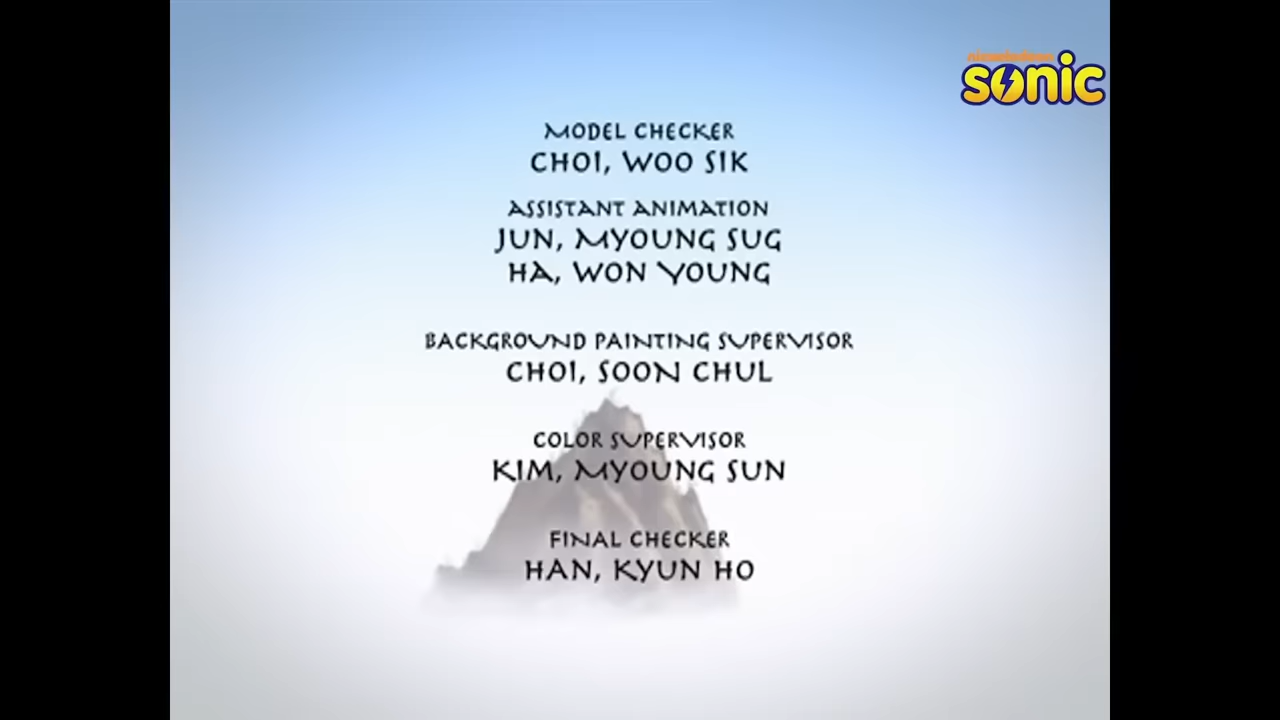 nickelodeon
sonic
MODEL CHECKER
CHOI, WOO SIK
ASSISTANT ANIMATION
JUN, MYOUNG SUG
HA, WON YOUNG
BACKGROUND PAINTING SUPERVISOR
CHOI, SOON CHUL
COLOR SUPERVISOR
KIM, MYOUNG SUN
FINAL CHECKER
HAN, KYUN HO